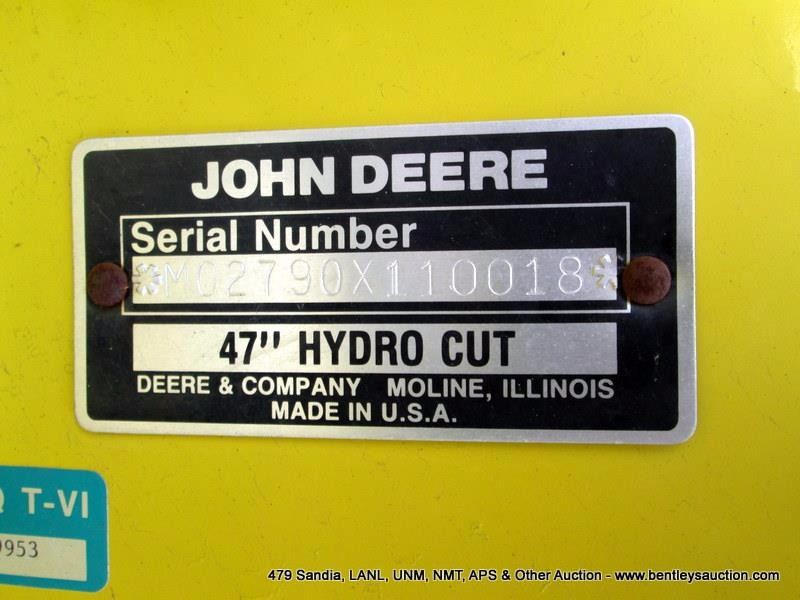 JOHN DEERE
Serial Number
*M02790X110018*
47" HYDRO CUT
DEERE & COMPANY MOLINE, ILLINOIS
MADE IN U.S.A.
T-VI
9953
479 Sandia, LANL, UNM, NMT, APS & Other Auction - www.bentleysauction.com